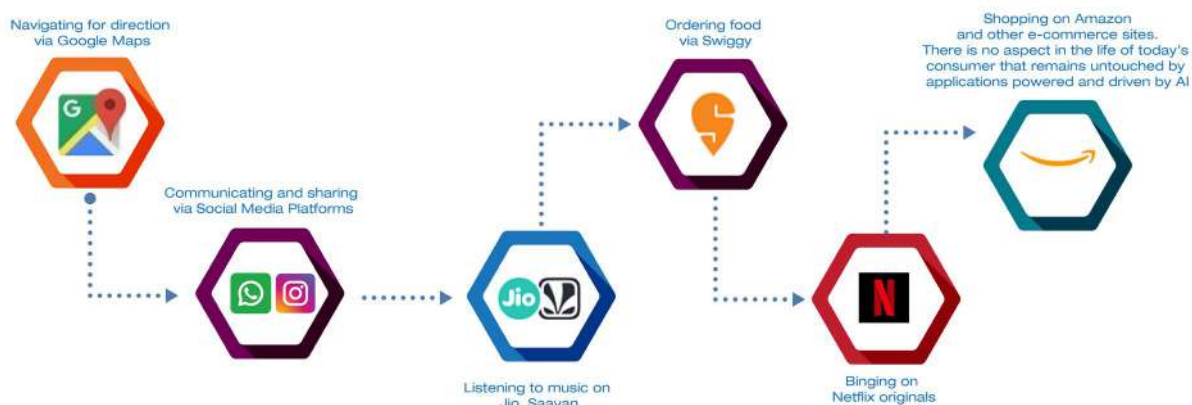 Navigating for direction
via Google Maps
G
Communicating and sharing
via Social Media Platforms
Jio
Listening to music on
Jio Saavan
Ordering food
via Swiggy
N
Binging on
Netflix originals
Shopping on Amazon
and other e-commerce sites.
There is no aspect in the life of today's
consumer that remains untouched by
applications powered and driven by AI